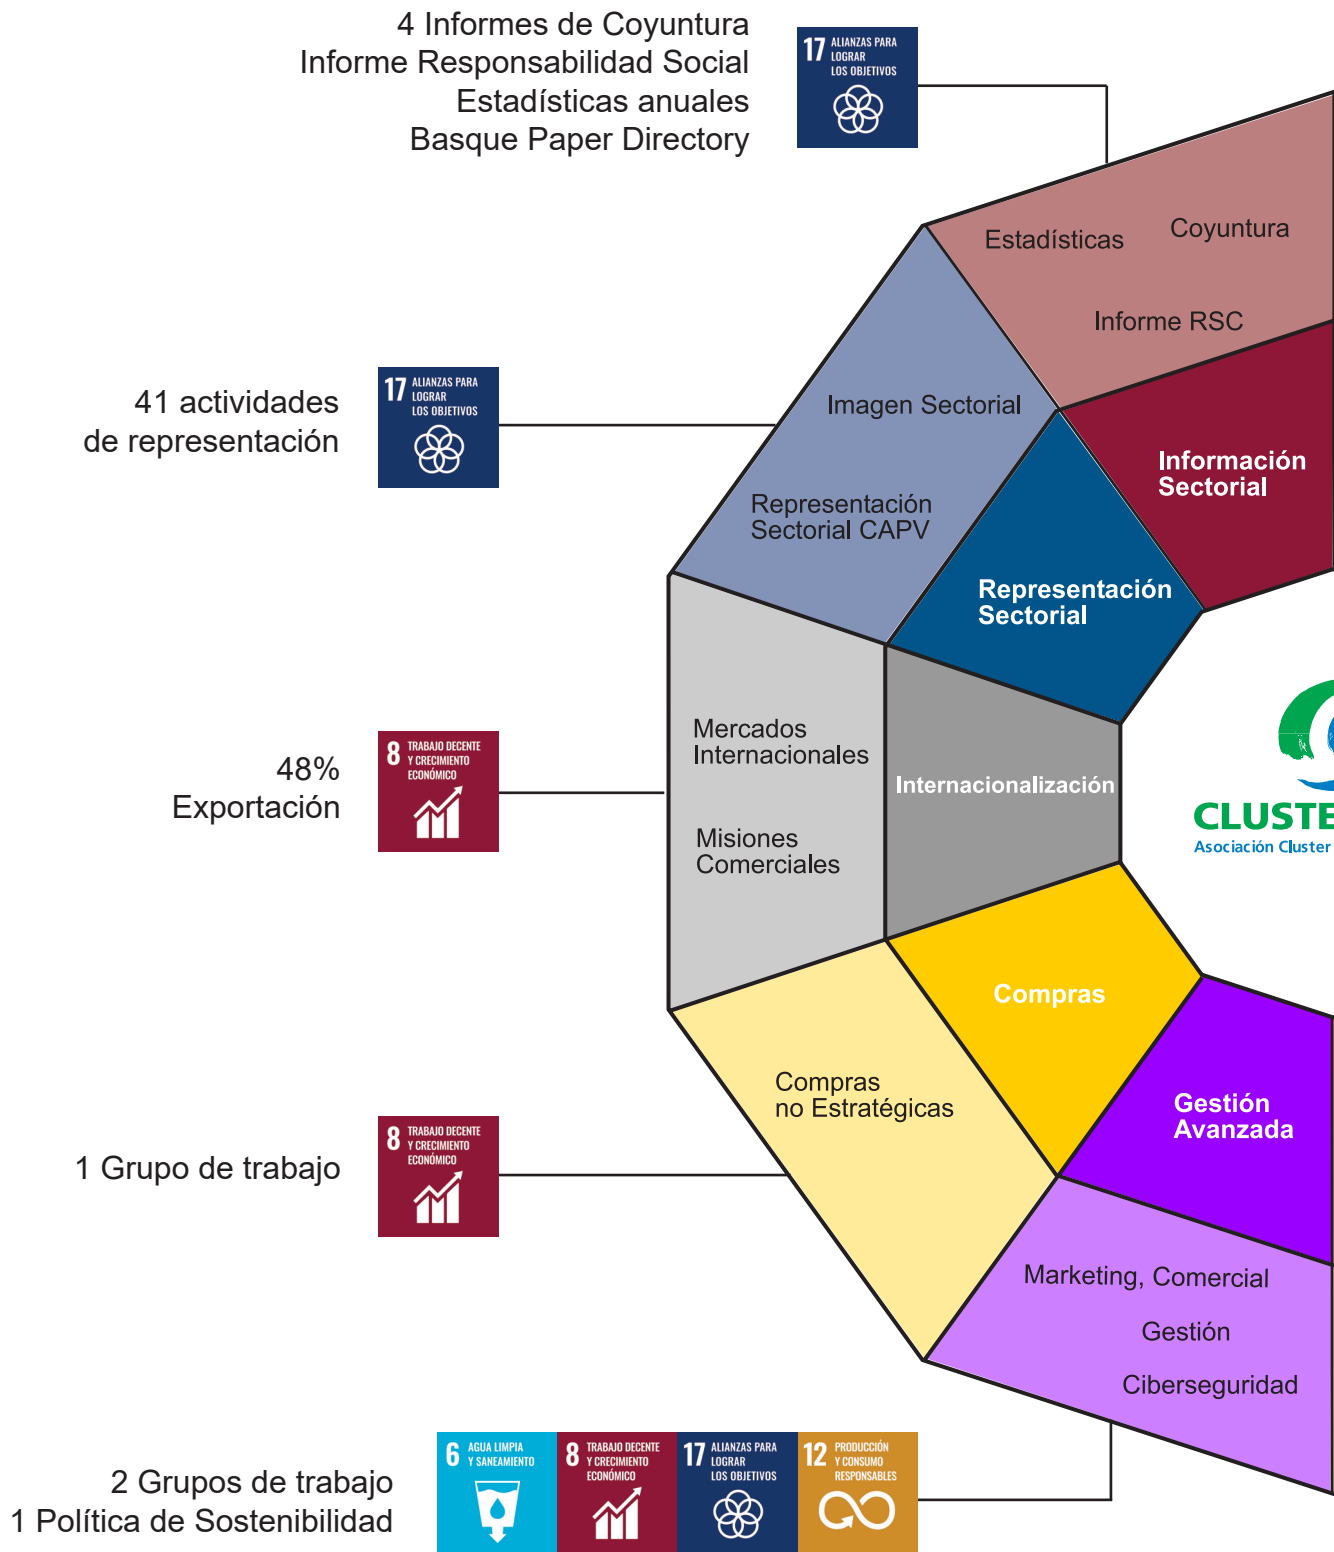 4 Informes de Coyuntura
Informe Responsabilidad Social
Estadísticas anuales
Basque Paper Directory
17 ALIANZAS PARA
LOGRAR
LOS OBJETIVOS
Estadísticas
Coyuntura
Informe RSC
Información
Sectorial
41 actividades
de representación
17 ALIANZAS PARA
LOGRAR
LOS OBJETIVOS
Imagen Sectorial
Representación
Sectorial CAPV
Representación
Sectorial
48%
Exportación
8 TRABAJO DECENTE
Y CRECIMIENTO
ECONÓMICO
Mercados
Internacionales
Misiones
Comerciales
Internacionalización
CLUSTE
Asociación Cluster
Compras
1 Grupo de trabajo
8 TRABAJO DECENTE
Y CRECIMIENTO
ECONÓMICO
Compras
no Estratégicas
Gestión
Avanzada
Marketing, Comercial
Gestión
Ciberseguridad
2 Grupos de trabajo
1 Política de Sostenibilidad
6 AGUA LIMPIA
Y SANEAMIENTO
8 TRABAJO DECENTE
Y CRECIMIENTO
ECONÓMICO
17 ALIANZAS PARA
LOGRAR
LOS OBJETIVOS
12 PRODUCCIÓN
Y CONSUMO
RESPONSABLES